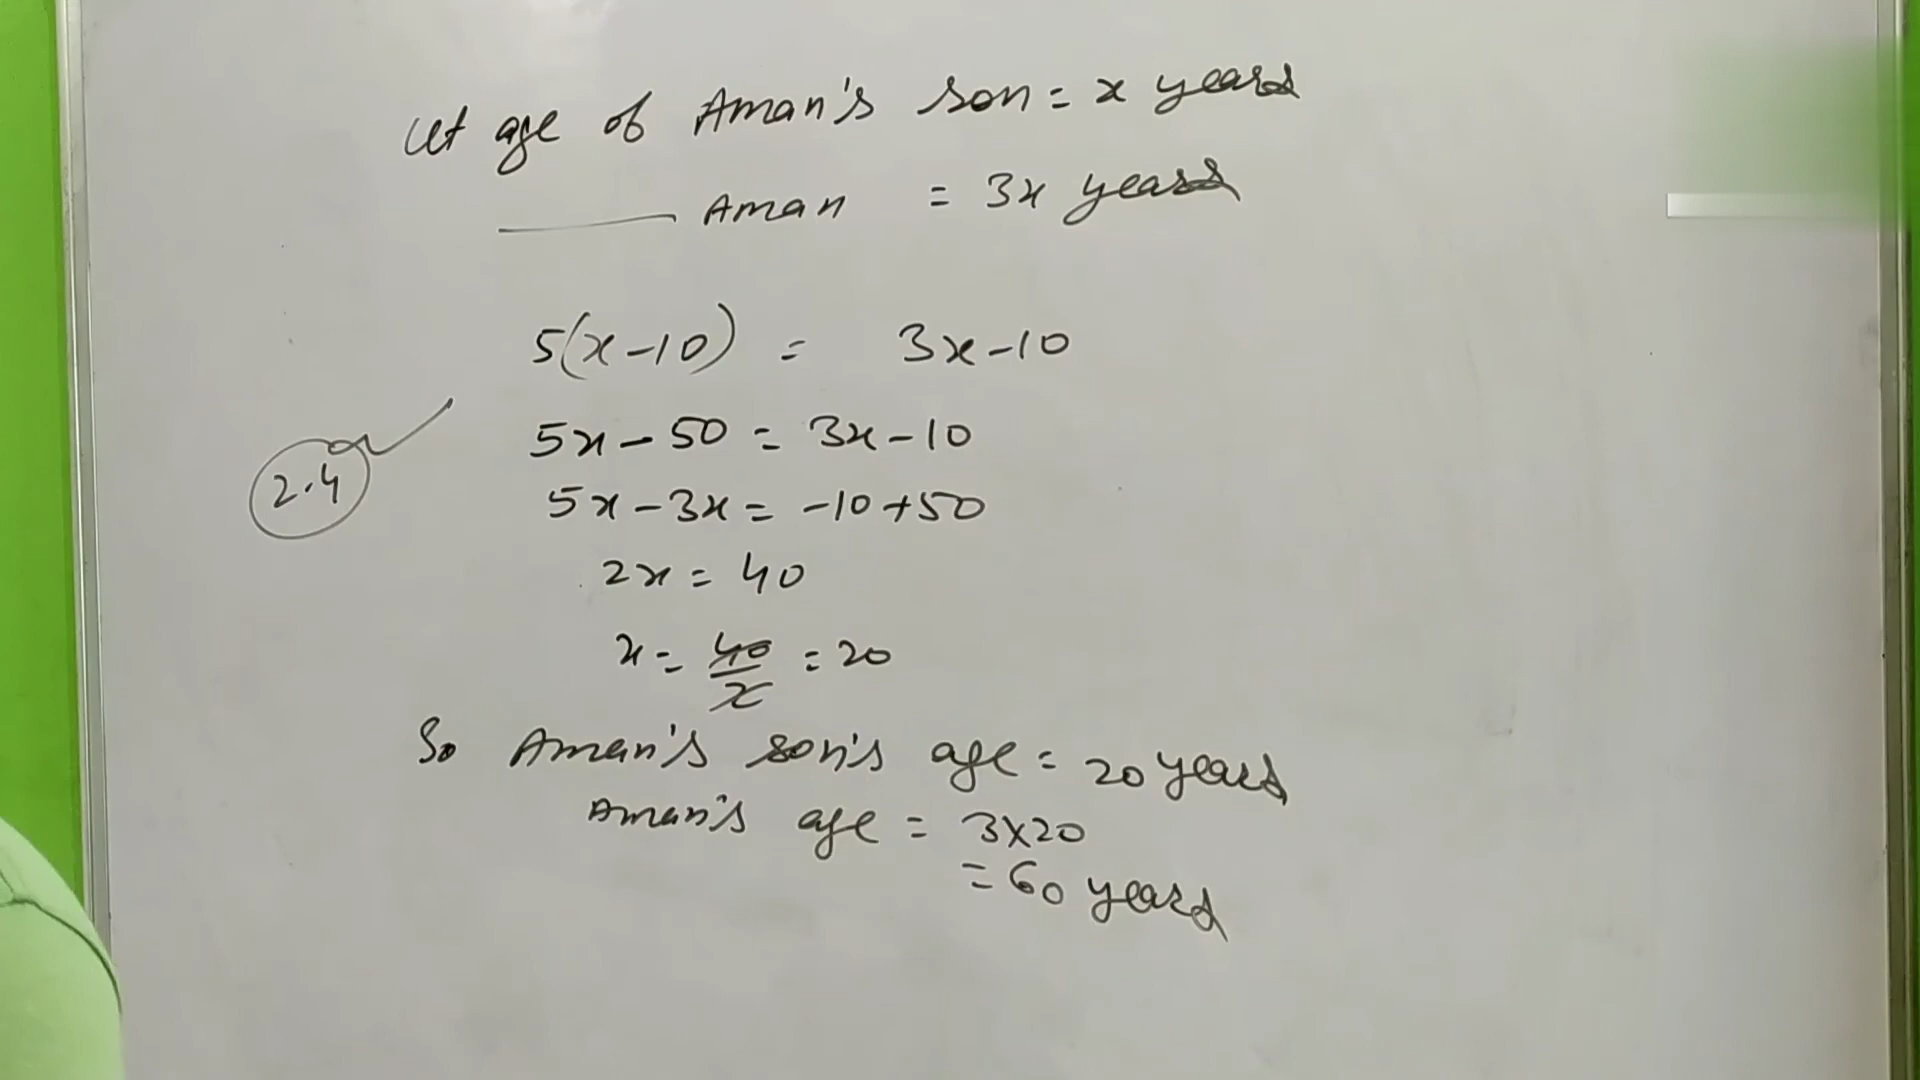 Let age of Aman's son = x years
Aman = 3x years
5(x-10) = 3x-10
5x-50 = 3x-10
2.4
5x-3x = -10+50
2x = 40
x = 40/2 = 20
So Aman's son's age = 20 years
Aman's age = 3x20
= 60 years